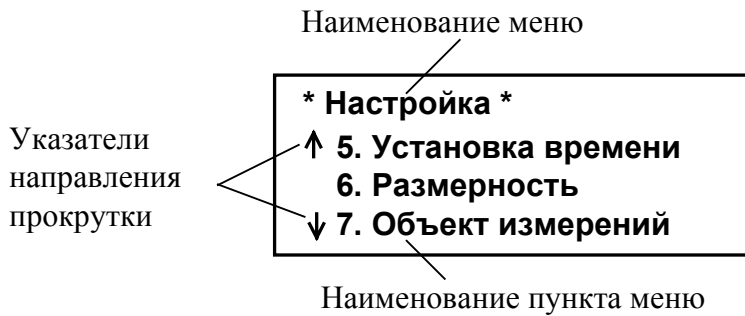 Наименование меню
* Настройка *
Указатели
направления
прокрутки
↑ 5. Установка времени
6. Размерность
↓ 7. Объект измерений
Наименование пункта меню